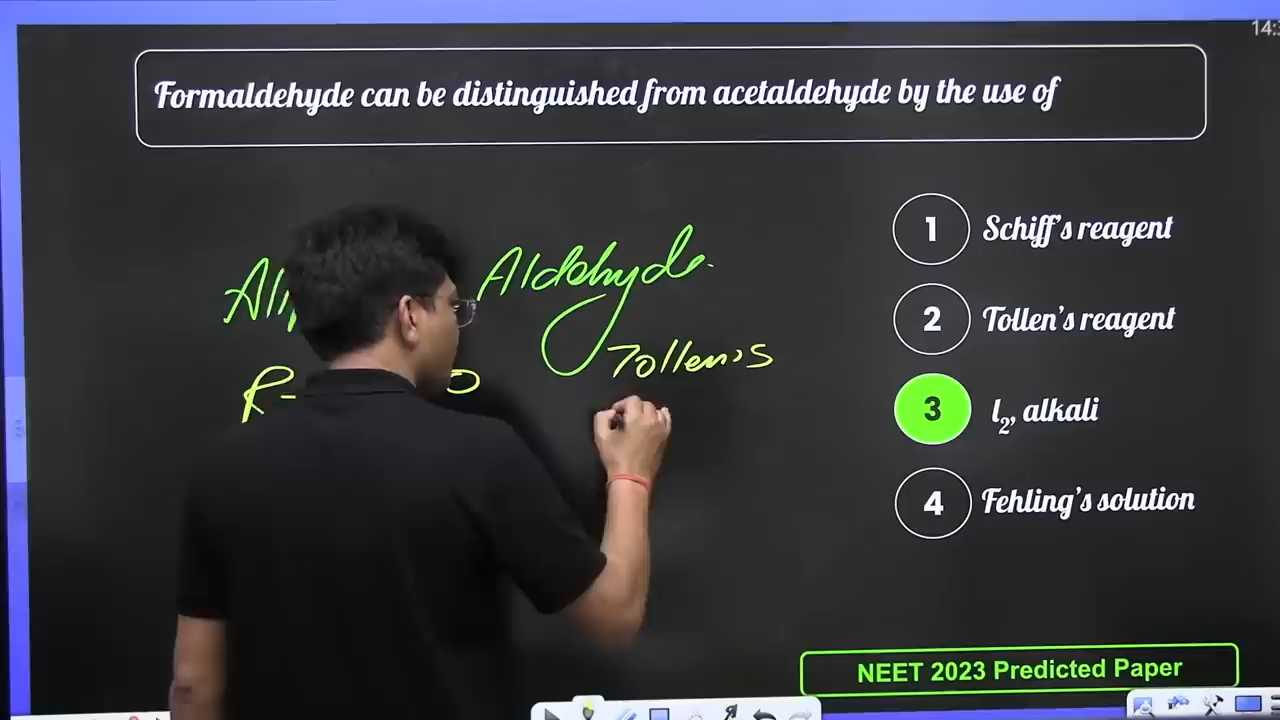 14:
Formaldehyde can be distinguished from acetaldehyde by the use of
1 Schiff's reagent
2 Tollen's reagent
3 I2, alkali
4 Fehling's solution
Aldehyde.
Tollen's
R-
NEET 2023 Predicted Paper